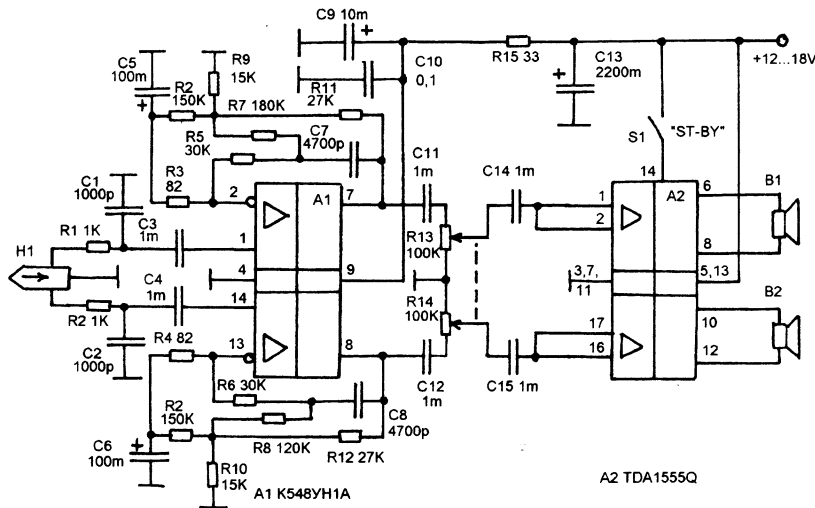 C9 10m
+
C5
100m
+
R9
15K
R2
150K
R11
27K
C10
0,1
R15 33
+
C13
2200m
+12...18V
R7 180K
R5
30K
C7
4700p
S1
"ST-BY"
R3
82
C11
1m
C14 1m
14
C1
1000p
2
A1
7
1
A2
6
B1
R1 1K
C3
1m
1
2
R13
100K
8
H1
C4
1m
4
9
3,7,
11
5,13
14
R14
100K
B2
R2 1K
17
10
R4 82
13
8
16
12
C2
1000p
R6 30K
C12
1m
C15 1m
R2
150K
C8
4700p
R8 120K
C6
100m
+
R12 27K
R10
15K
A1 К548УН1А
A2 TDA1555Q